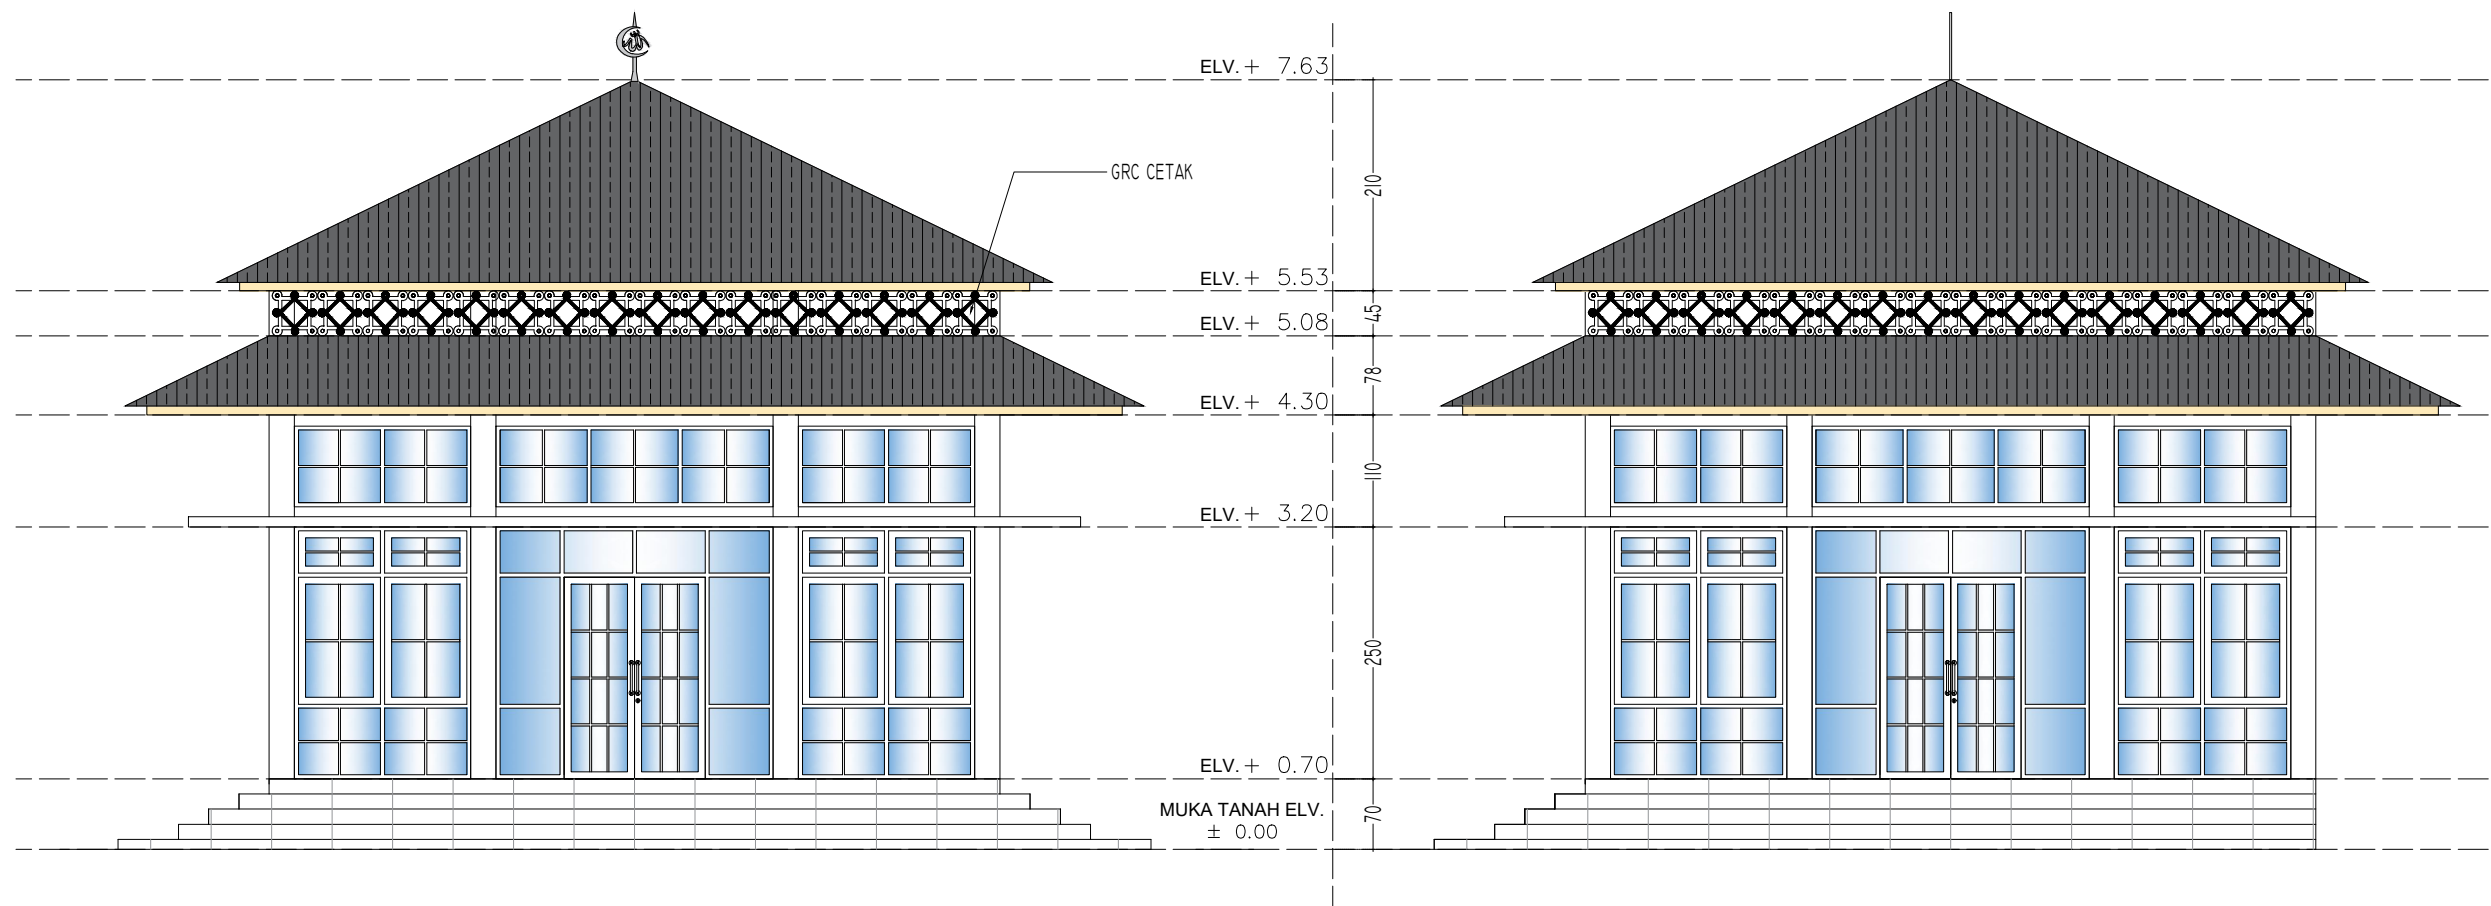 الله
ELV. + 7.63
210
GRC CETAK
ELV. + 5.53
45
ELV. + 5.08
78
ELV. + 4.30
110
ELV. + 3.20
250
ELV. + 0.70
MUKA TANAH ELV.
± 0.00
70